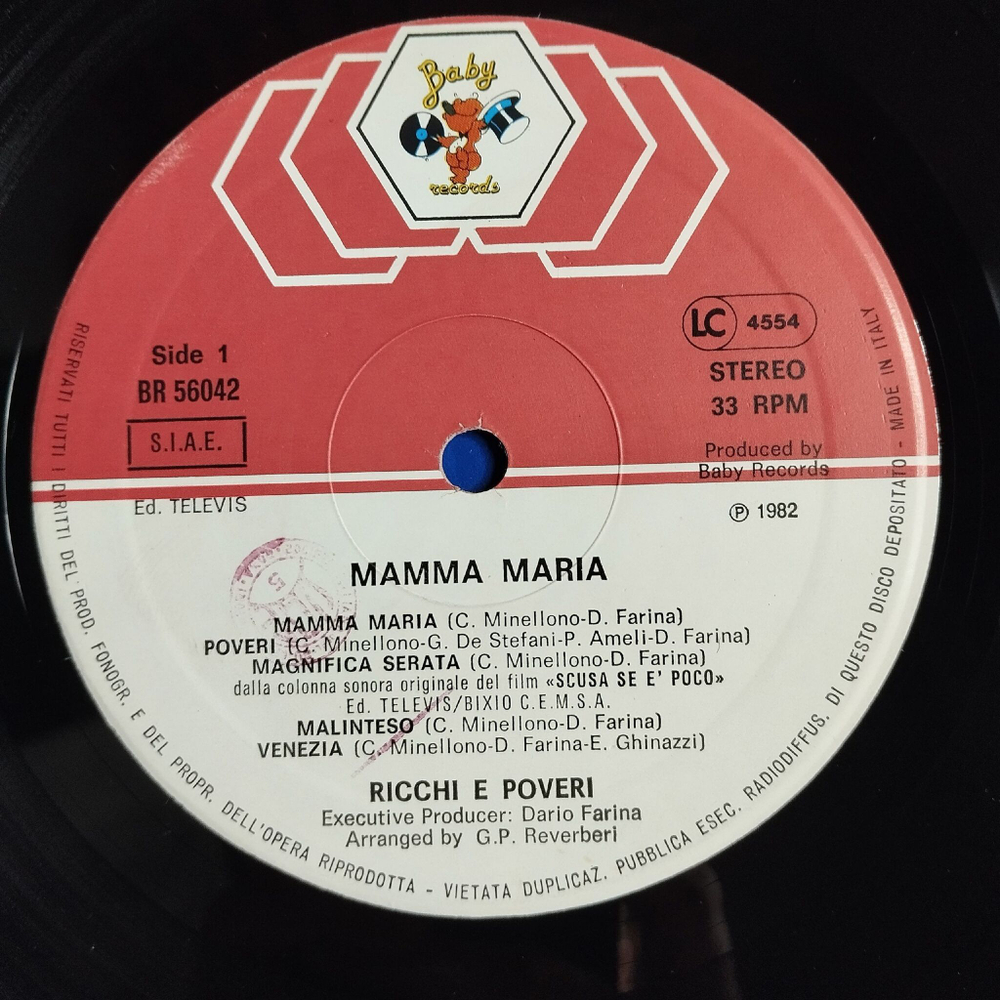 Baby
records
LC 4554
Side 1
BR 56042
S.I.A.E.
STEREO
33 RPM
Produced by
Baby Records
Ed. TELEVIS
℗ 1982
MAMMA MARIA
MAMMA MARIA (C. Minellono-D. Farina)
POVERI (C. Minellono-G. De Stefani-P. Ameli-D. Farina)
MAGNIFICA SERATA (C. Minellono-D. Farina)
dalla colonna sonora originale del film «SCUSA SE E' POCO»
Ed. TELEVIS/BIXIO C.E.M.S.A.
MALINTESO (C. Minellono-D. Farina)
VENEZIA (C. Minellono-D. Farina-E. Ghinazzi)
RICCHI E POVERI
Executive Producer: Dario Farina
Arranged by G.P. Reverberi
RISERVATI TUTTI I DIRITTI DEL PROD. FONOGR. E DEL PROPR. DELL'OPERA RIPRODOTTA - VIETATA DUPLICAZ. PUBBLICA ESEC. RADIODIFFUS. DI QUESTO DISCO DEPOSITATO - MADE IN ITALY